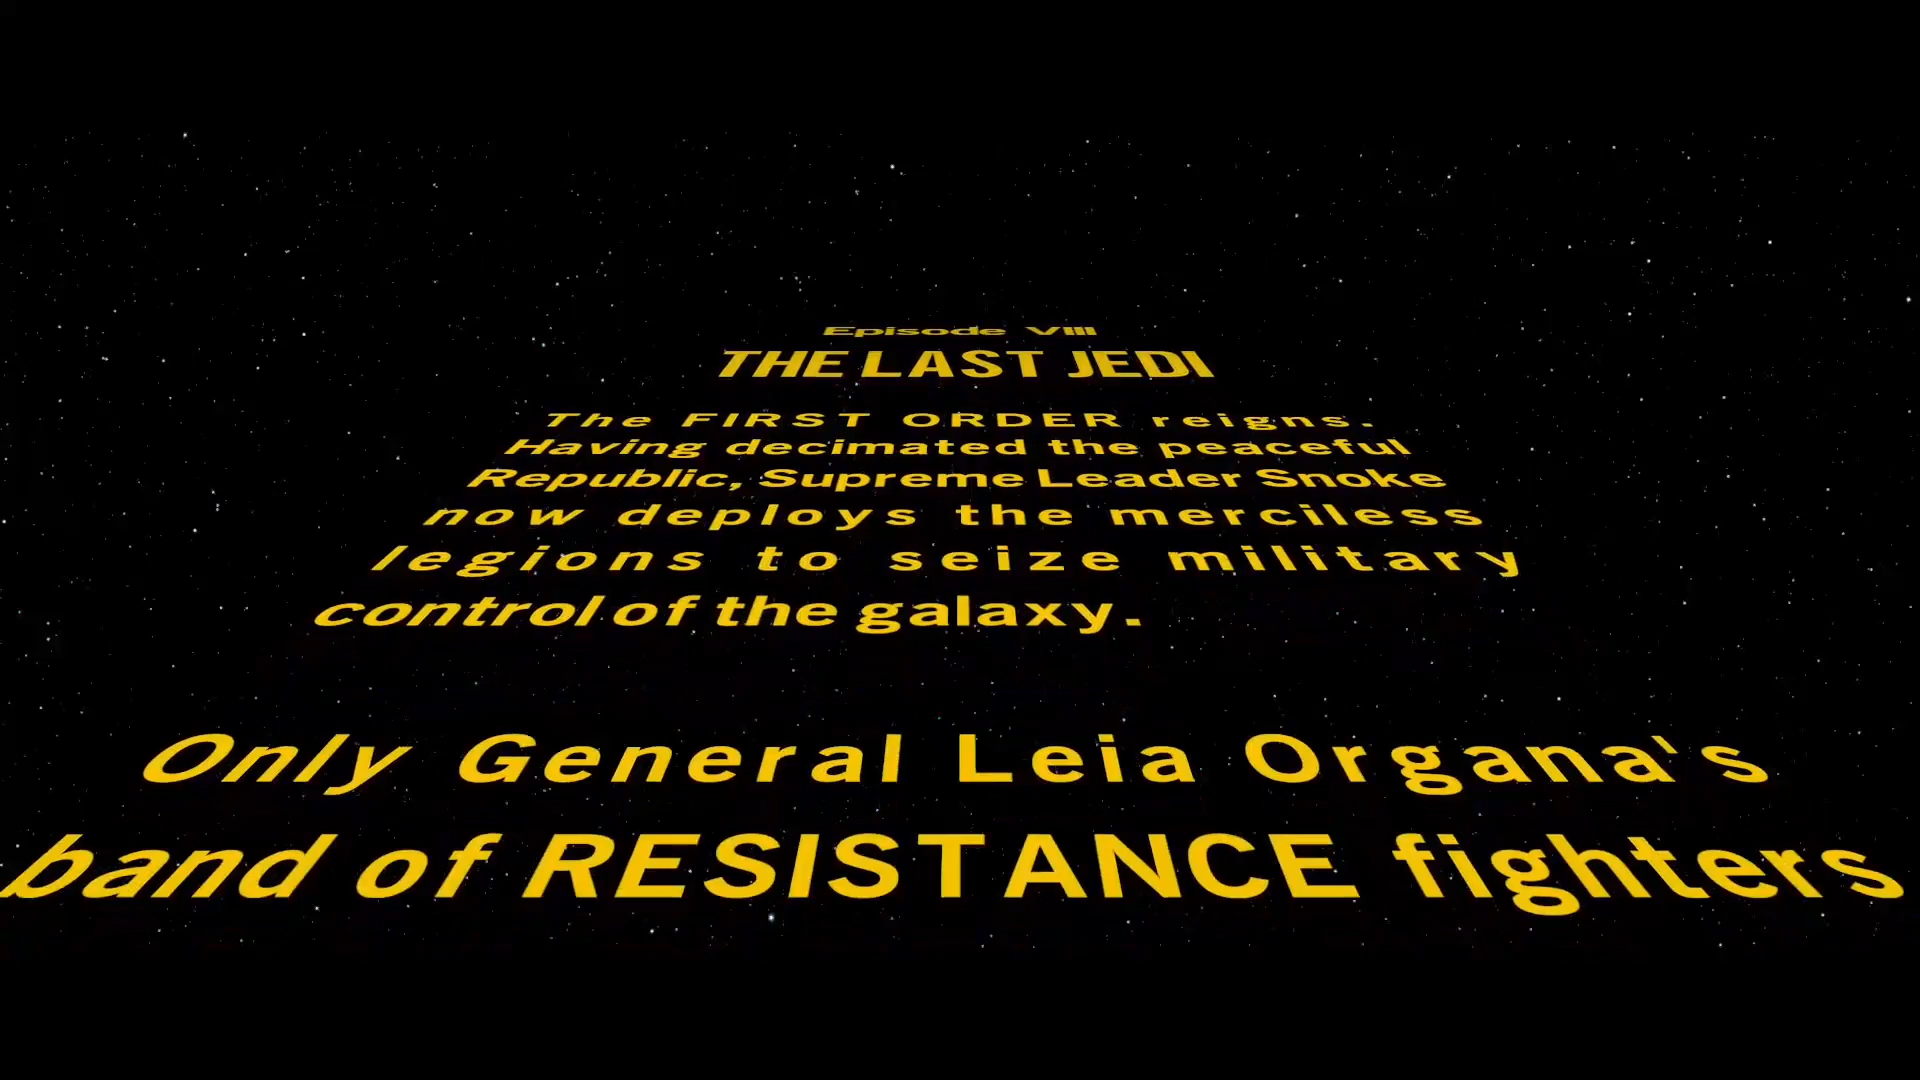 Episode VIII
THE LAST JEDI
The FIRST ORDER reigns.
Having decimated the peaceful
Republic, Supreme Leader Snoke
now deploys the merciless
legions to seize military
control of the galaxy.
Only General Leia Organa's
band of RESISTANCE fighters